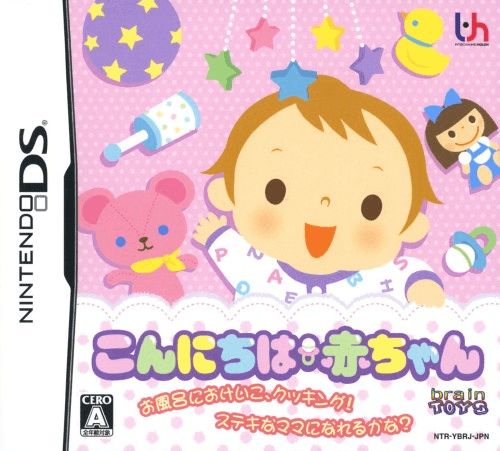 NINTENDO DS
こんにちは・赤ちゃん
お風呂におけいこ、クッキング!
ステキなママになれるかな?
CERO
A
全年齢対象
brain
TOYS
NTR-YBRJ-JPN